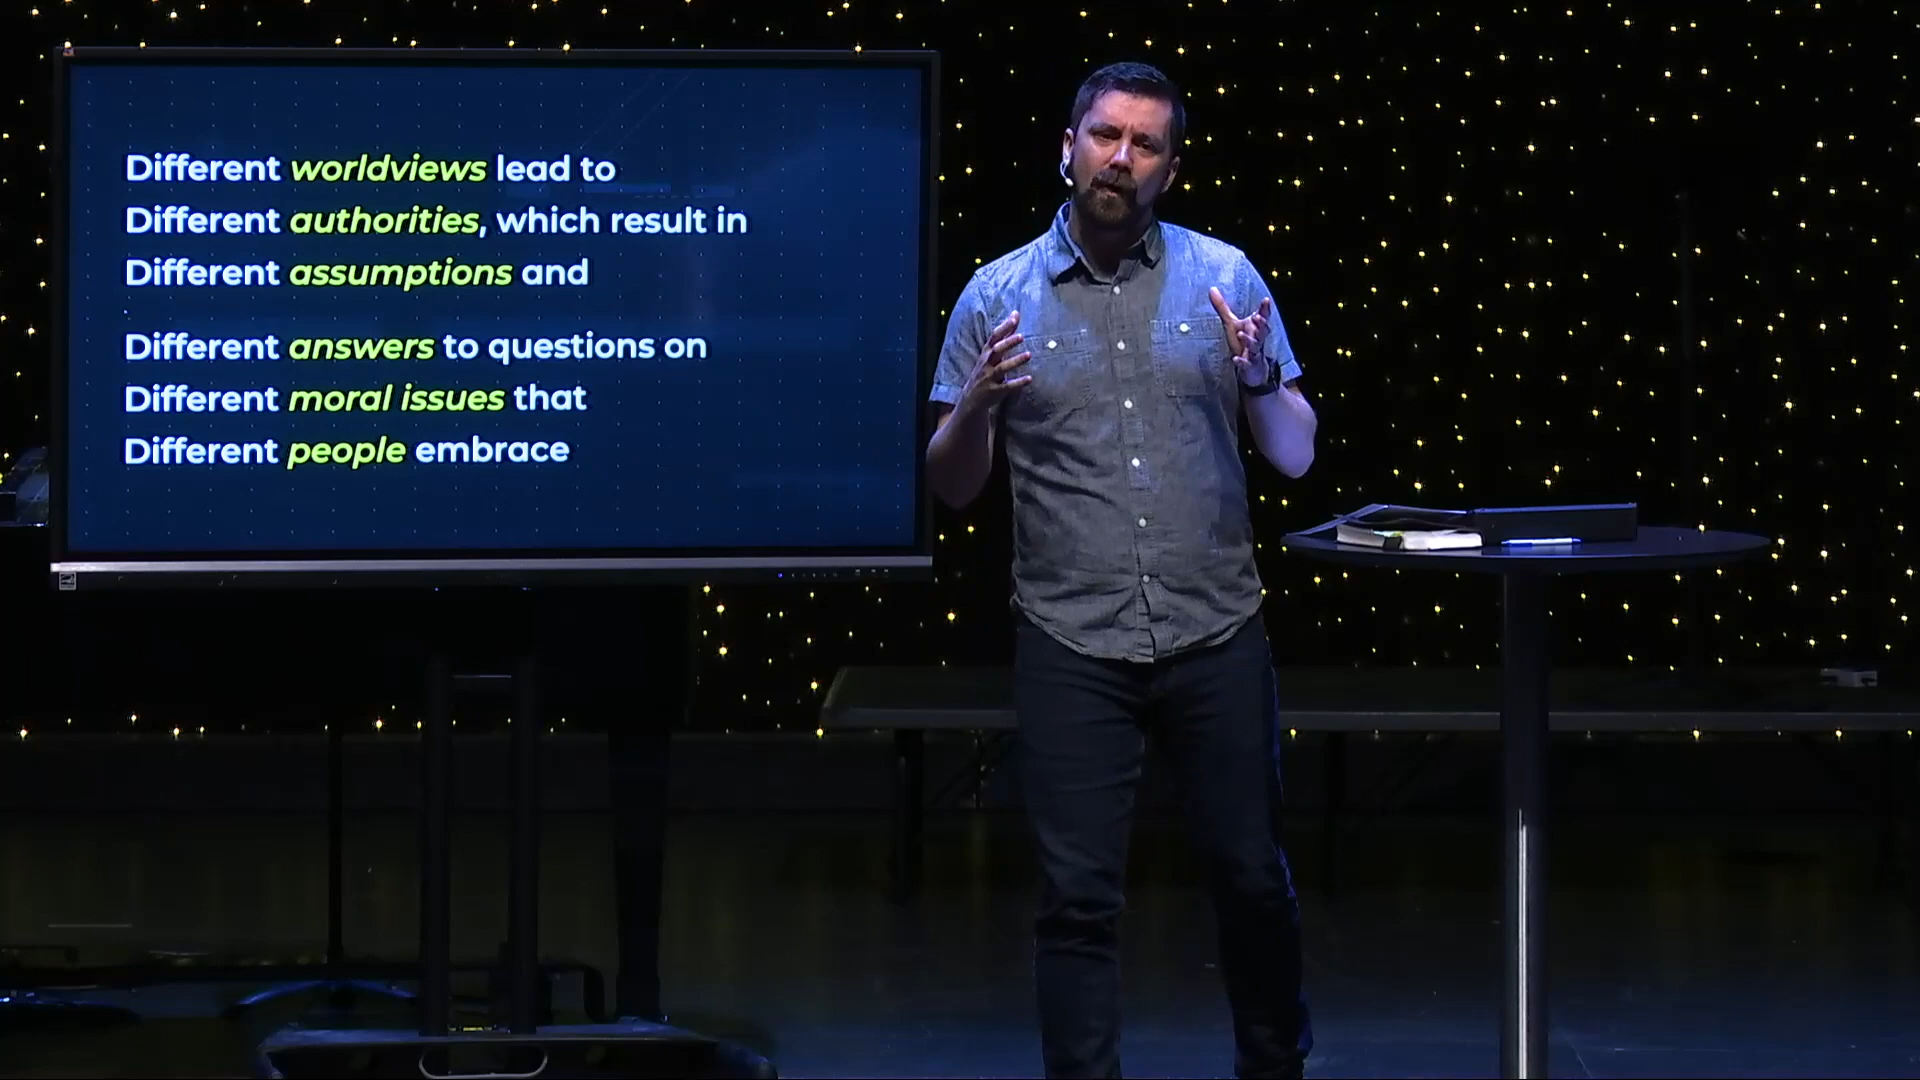 Different worldviews lead to
Different authorities, which result in
Different assumptions and
Different answers to questions on
Different moral issues that
Different people embrace